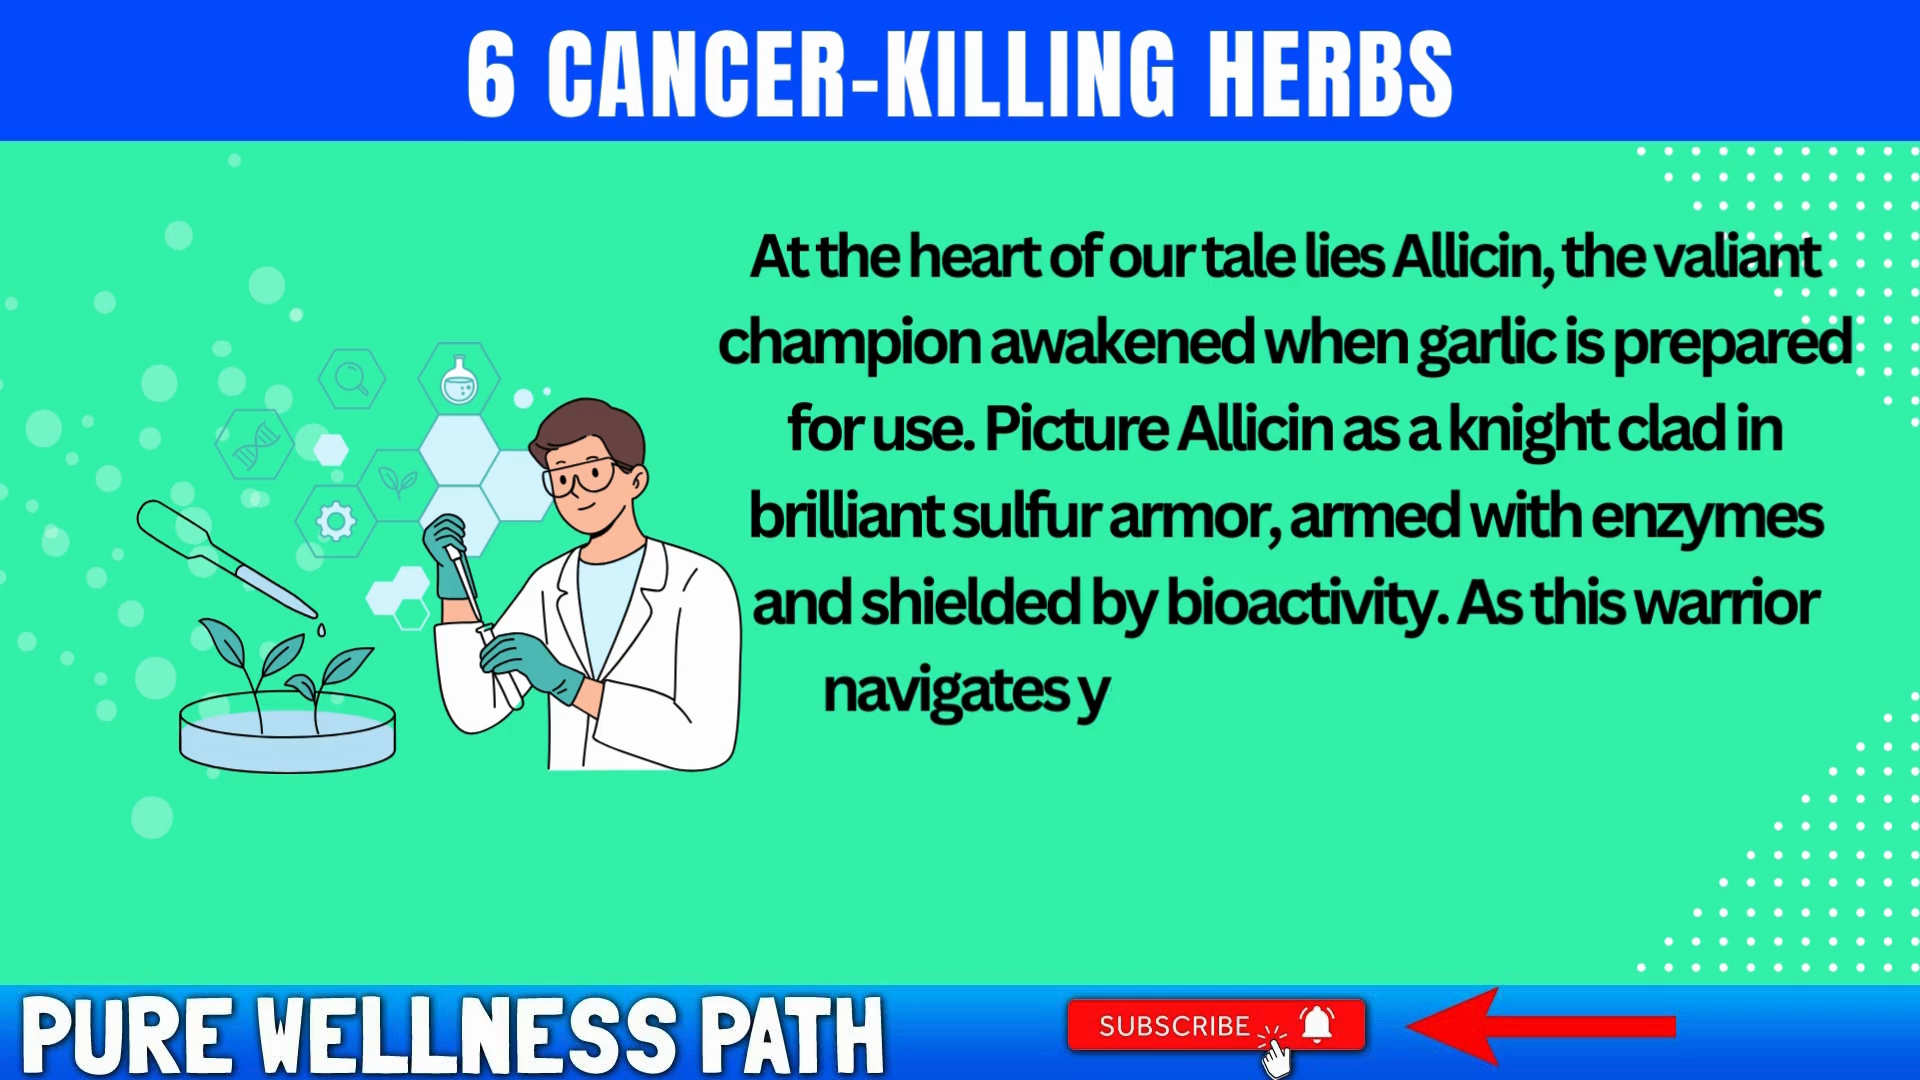 6 CANCER-KILLING HERBS
At the heart of our tale lies Allicin, the valiant
champion awakened when garlic is prepared
for use. Picture Allicin as a knight clad in
brilliant sulfur armor, armed with enzymes
and shielded by bioactivity. As this warrior
navigates y
PURE WELLNESS PATH
SUBSCRIBE